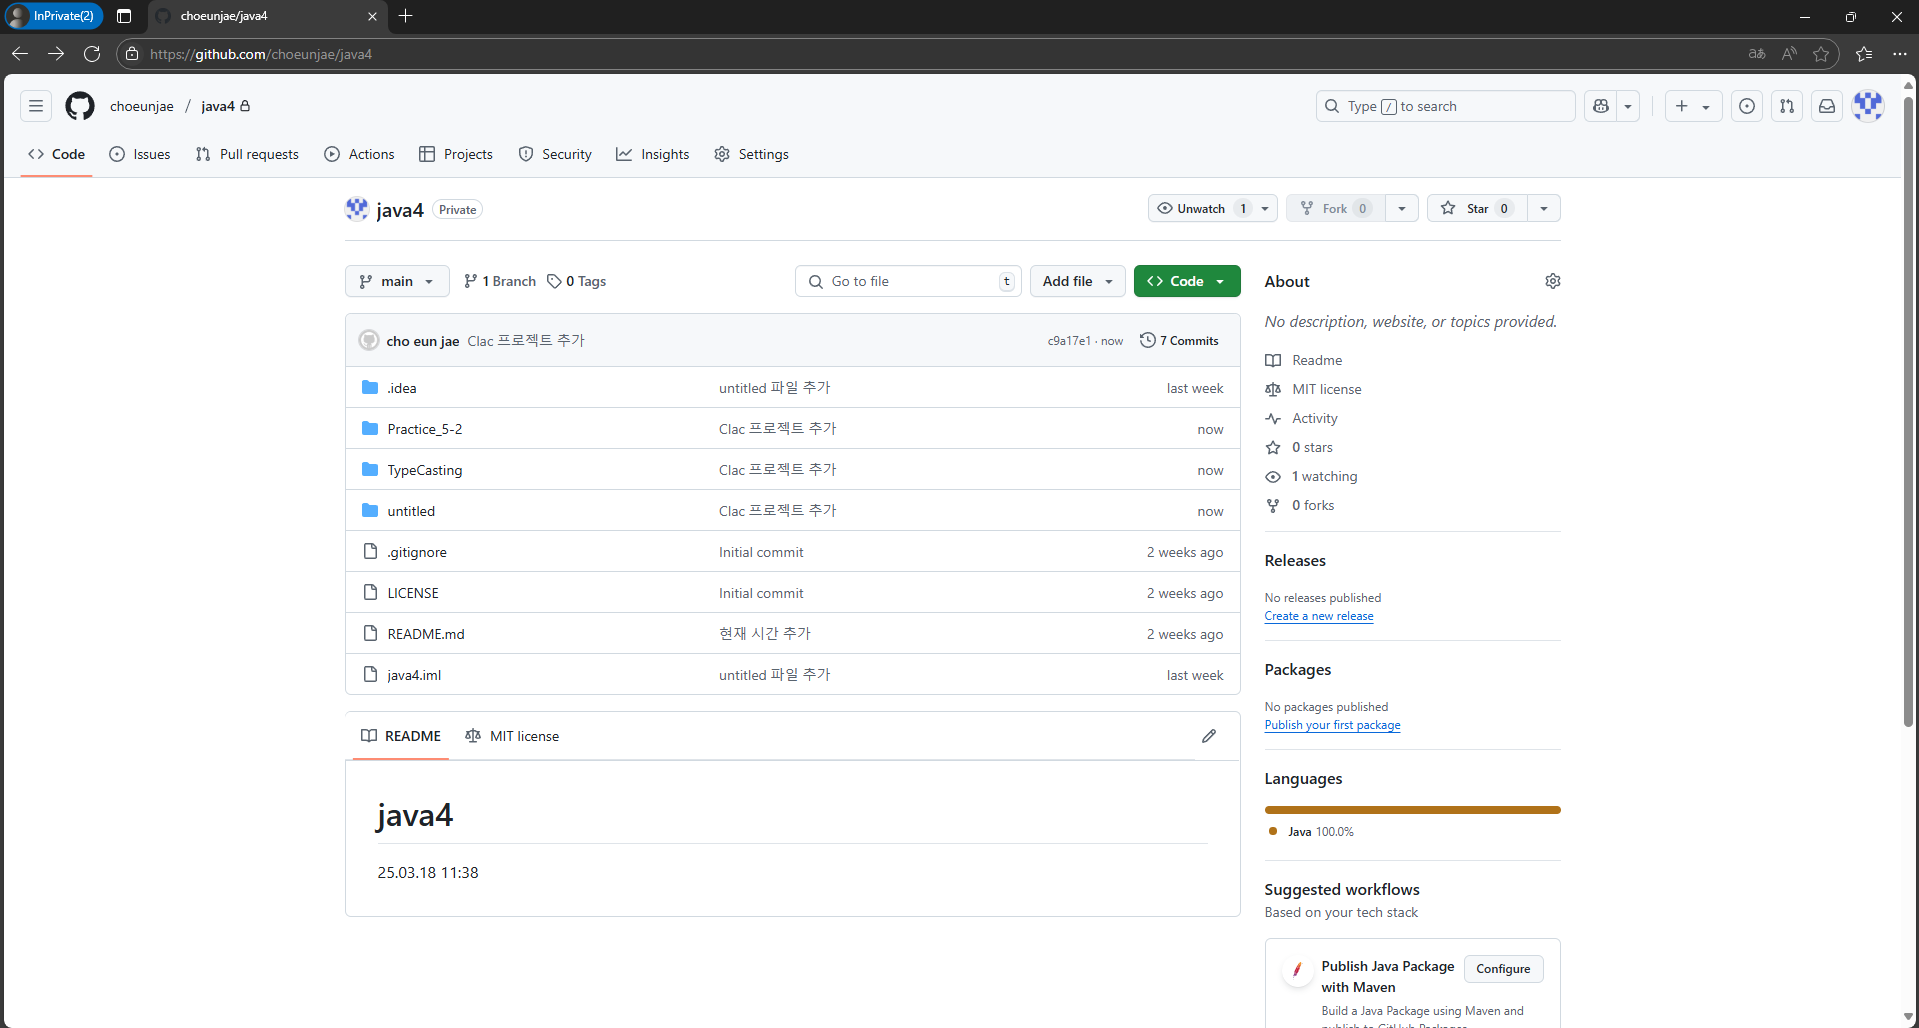 InPrivate(2)
choeunjae/java4
https://github.com/choeunjae/java4
choeunjae / java4
Type / to search
Code
Issues
Pull requests
Actions
Projects
Security
Insights
Settings
java4 Private
Unwatch 1
Fork 0
Star 0
main
1 Branch
0 Tags
Go to file t
Add file
Code
cho eun jae Clac 프로젝트 추가 c9a17e1 · now 7 Commits
.idea untitled 파일 추가 last week
Practice_5-2 Clac 프로젝트 추가 now
TypeCasting Clac 프로젝트 추가 now
untitled Clac 프로젝트 추가 now
.gitignore Initial commit 2 weeks ago
LICENSE Initial commit 2 weeks ago
README.md 현재 시간 추가 2 weeks ago
java4.iml untitled 파일 추가 last week
README MIT license
java4
25.03.18 11:38
About
No description, website, or topics provided.
Readme
MIT license
Activity
0 stars
1 watching
0 forks
Releases
No releases published
Create a new release
Packages
No packages published
Publish your first package
Languages
Java 100.0%
Suggested workflows
Based on your tech stack
Publish Java Package
with Maven
Configure
Build a Java Package using Maven and
publish to GitHub Packages.